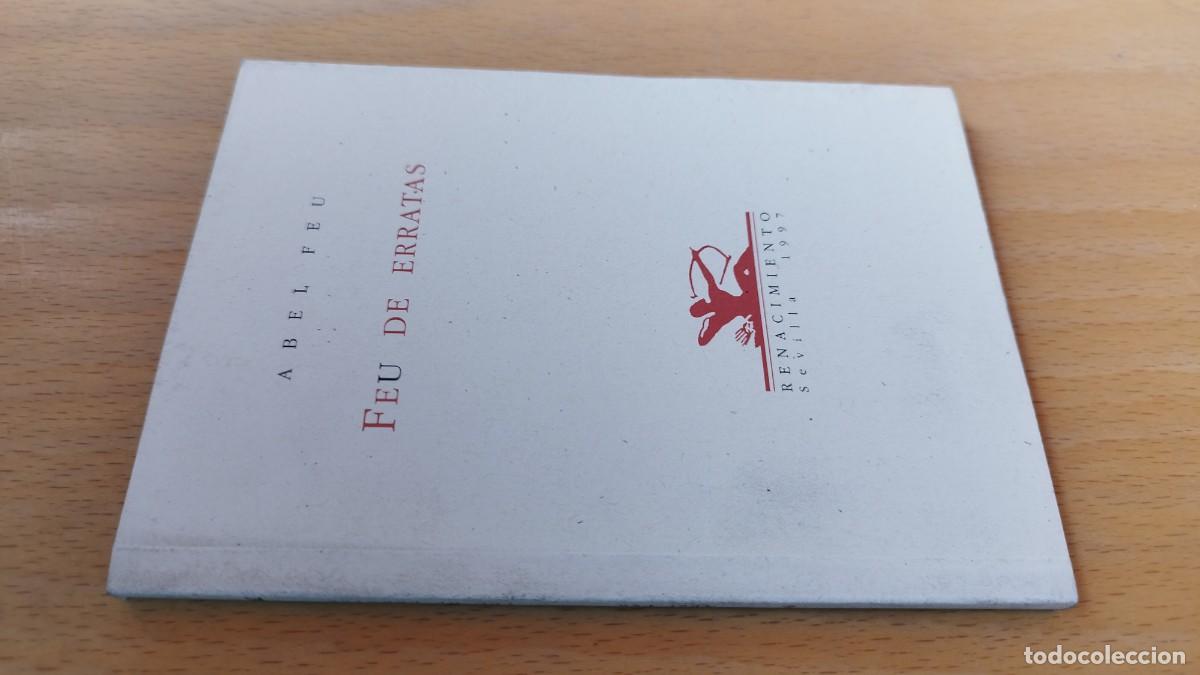 ABEL FEU
FEU DE ERRATAS
RENACIMIENTO
Sevilla 1997
todocoleccion